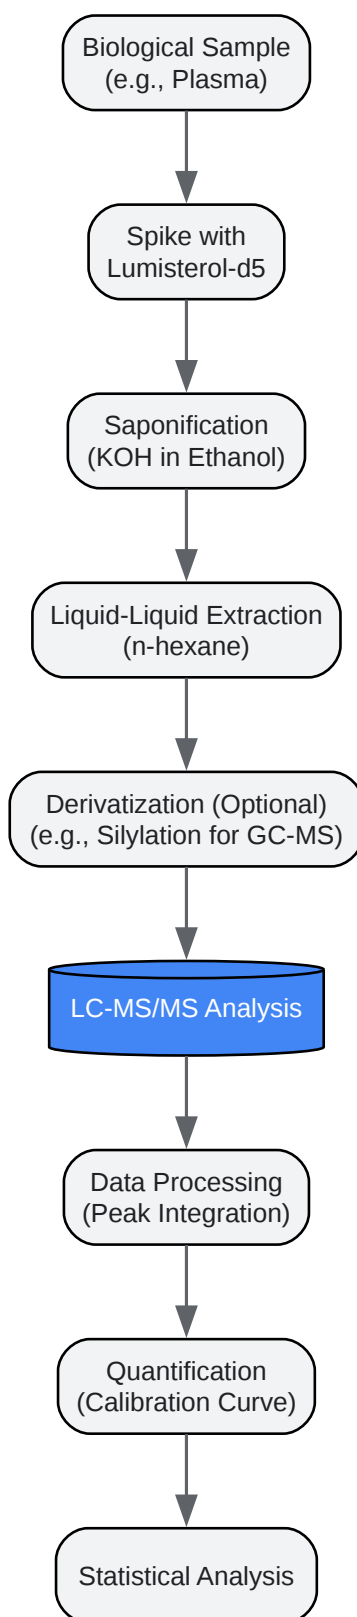 Biological Sample
(e.g., Plasma)
Spike with
Lumisterol-d5
Saponification
(KOH in Ethanol)
Liquid-Liquid Extraction
(n-hexane)
Derivatization (Optional)
(e.g., Silylation for GC-MS)
LC-MS/MS Analysis
Data Processing
(Peak Integration)
Quantification
(Calibration Curve)
Statistical Analysis